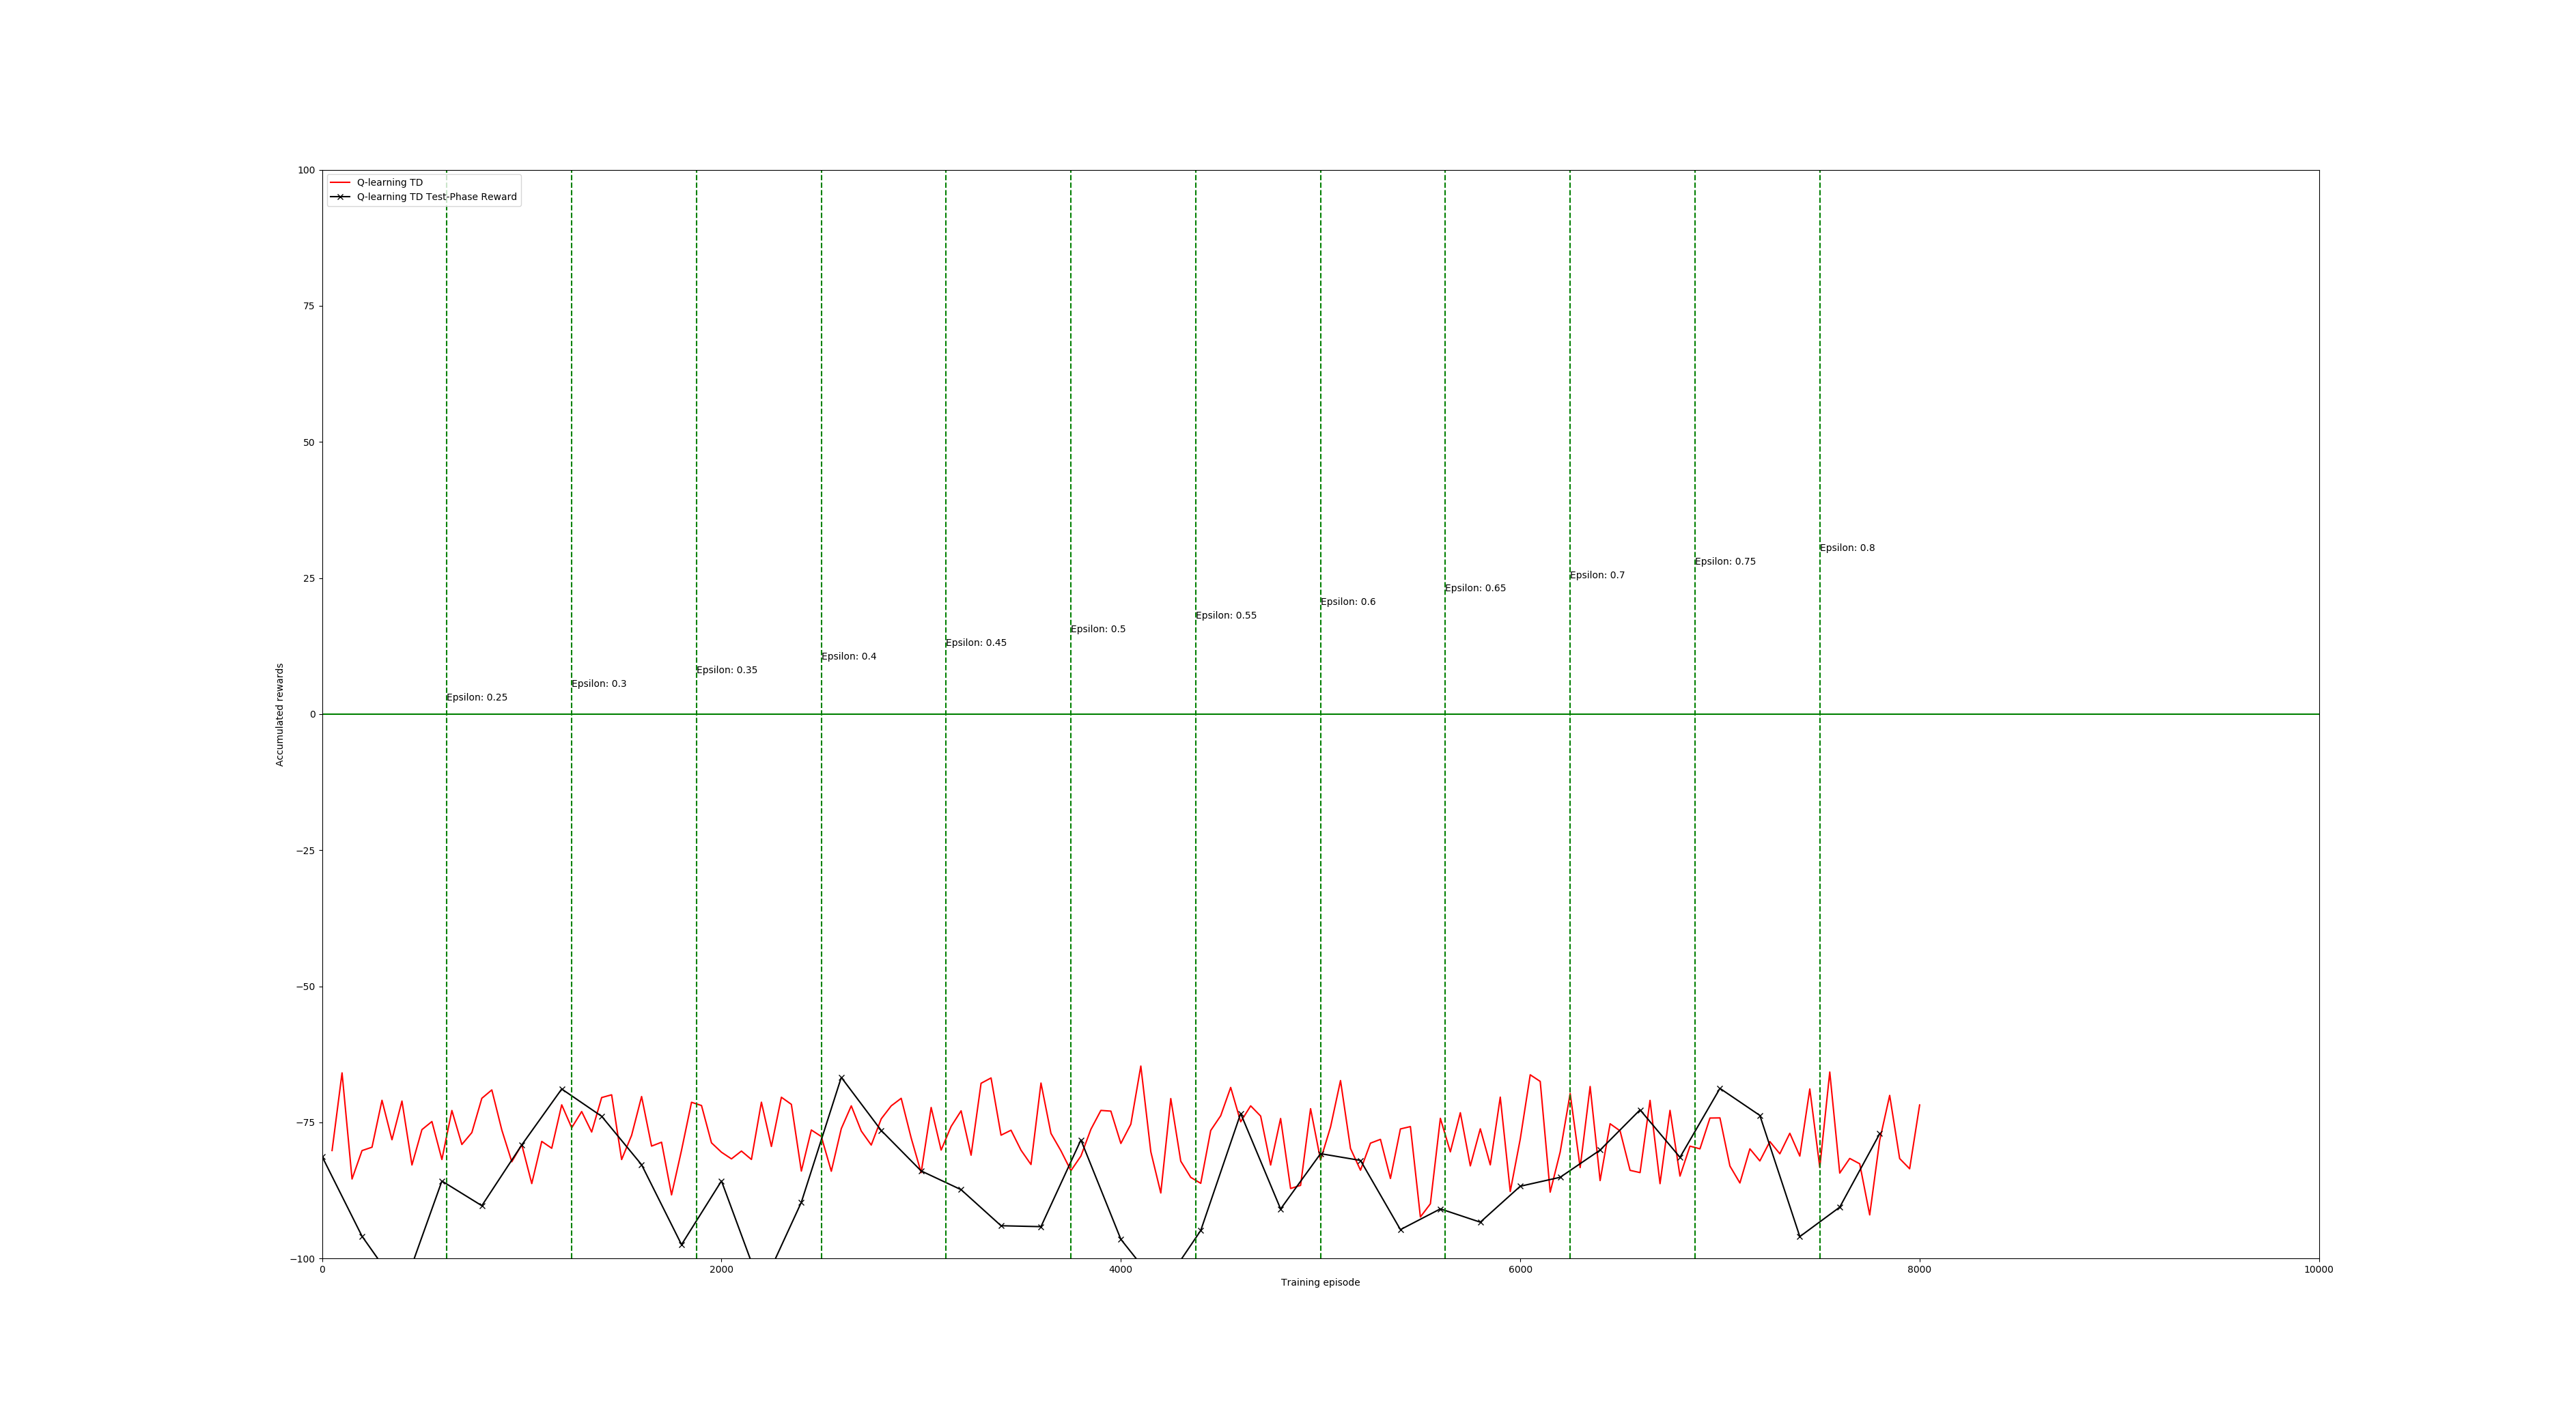 100
Q-learning TD
Q-learning TD Test-Phase Reward
75
50
Epsilon: 0.8
Epsilon: 0.75
25
Epsilon: 0.7
Epsilon: 0.65
Epsilon: 0.6
Epsilon: 0.55
Epsilon: 0.5
Epsilon: 0.45
Epsilon: 0.4
Epsilon: 0.35
Epsilon: 0.3
Epsilon: 0.25
0
Accumulated rewards
−25
−50
−75
−100
0 2000 4000 6000 8000 10000
Training episode